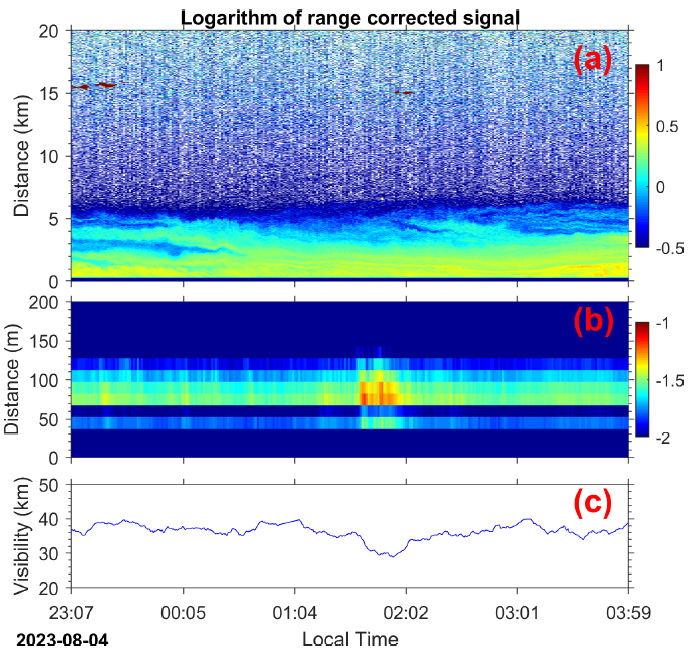 Logarithm of range corrected signal
(a)
Distance (km)
20
15
10
5
0
1
0.5
0
-0.5
(b)
Distance (m)
200
150
100
50
0
-1
-1.5
-2
(c)
Visibility (km)
50
40
30
20
23:07 00:05 01:04 02:02 03:01 03:59
2023-08-04 Local Time